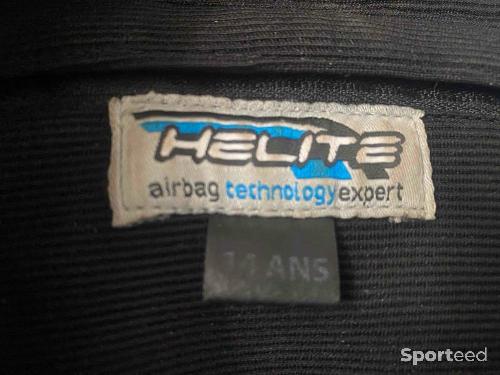 HELITE
airbag technology expert
14 ANS
Sporteed